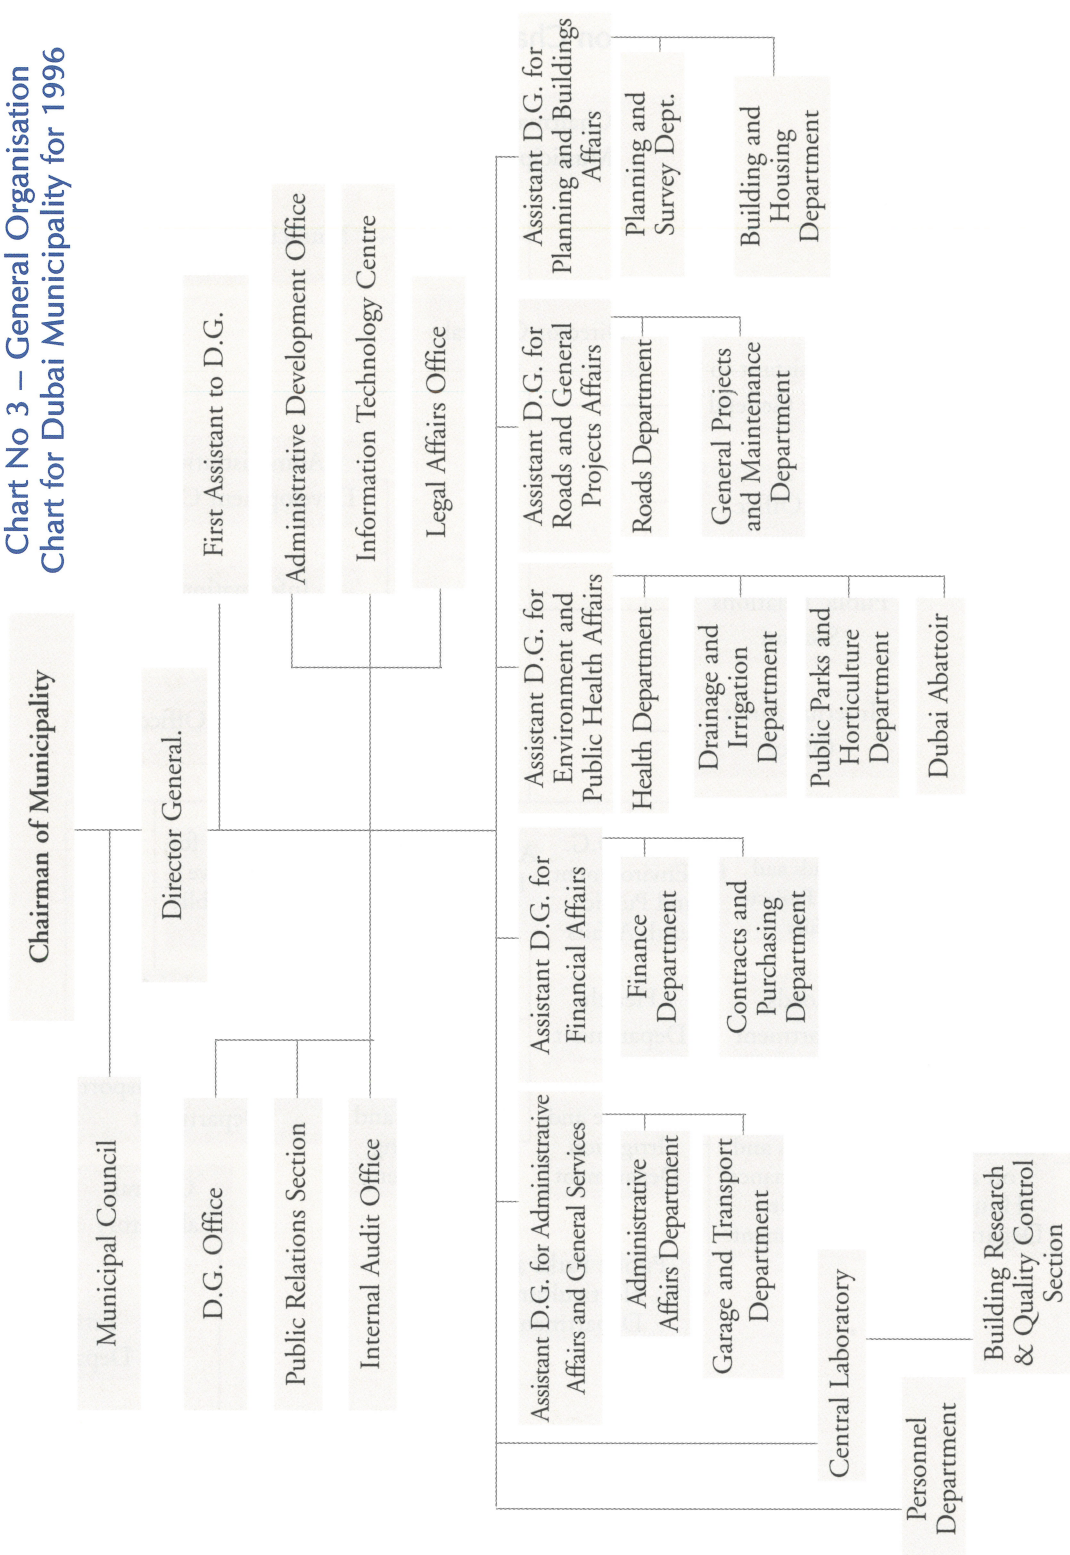 Chart No 3 – General Organisation
Chart for Dubai Municipality for 1996
Chairman of Municipality
Municipal Council
Director General.
First Assistant to D.G.
D.G. Office
Public Relations Section
Internal Audit Office
Administrative Development Office
Information Technology Centre
Legal Affairs Office
Assistant D.G. for Administrative
Affairs and General Services
Administrative
Affairs Department
Garage and Transport
Department
Assistant D.G. for
Financial Affairs
Finance
Department
Contracts and
Purchasing
Department
Assistant D.G. for
Environment and
Public Health Affairs
Health Department
Drainage and
Irrigation
Department
Public Parks and
Horticulture
Department
Dubai Abattoir
Assistant D.G. for
Roads and General
Projects Affairs
Roads Department
General Projects
and Maintenance
Department
Assistant D.G. for
Planning and Buildings
Affairs
Planning and
Survey Dept.
Building and
Housing
Department
Central Laboratory
Personnel
Department
Building Research
& Quality Control
Section